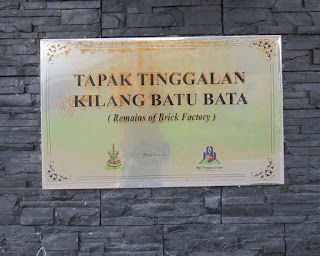 TAPAK TINGGALAN
KILANG BATU BATA
( Remains of Brick Factory )